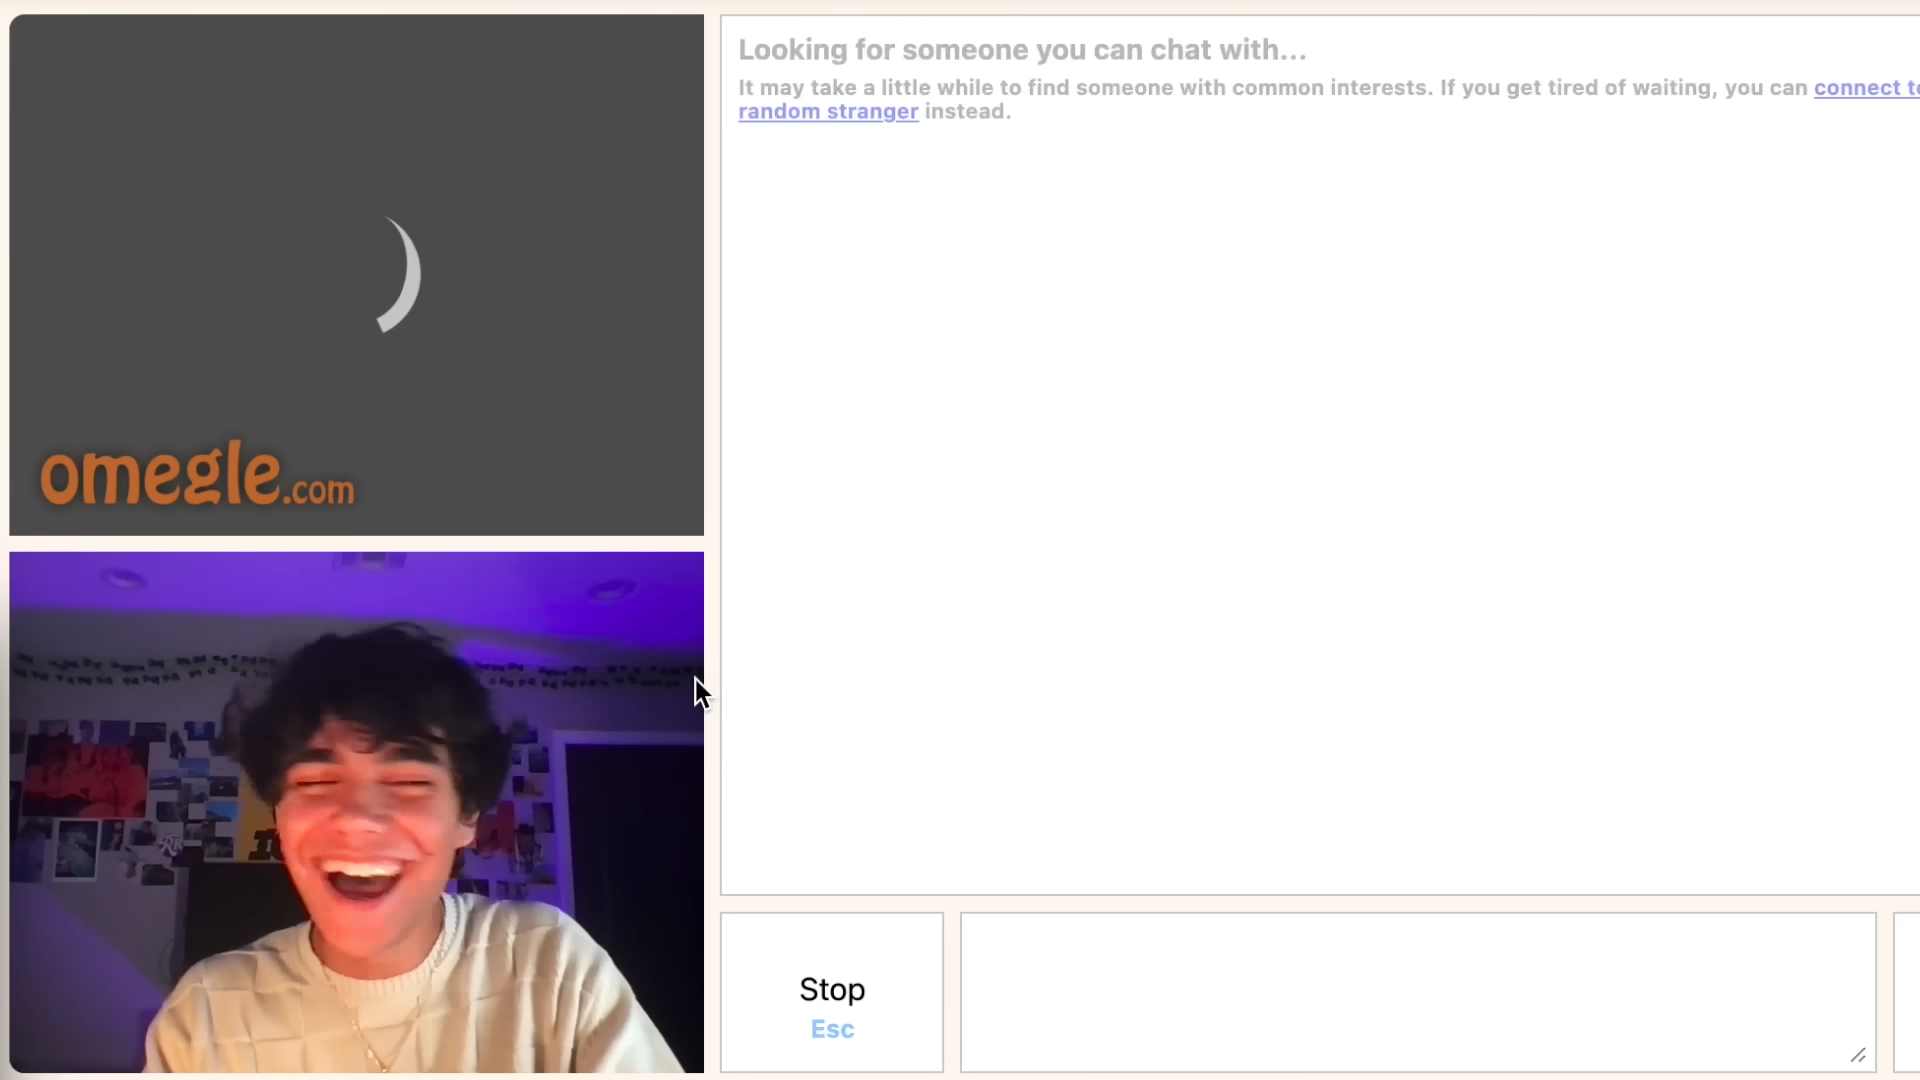 Looking for someone you can chat with...
It may take a little while to find someone with common interests. If you get tired of waiting, you can connect to
random stranger instead.
omegle.com
Stop
Esc